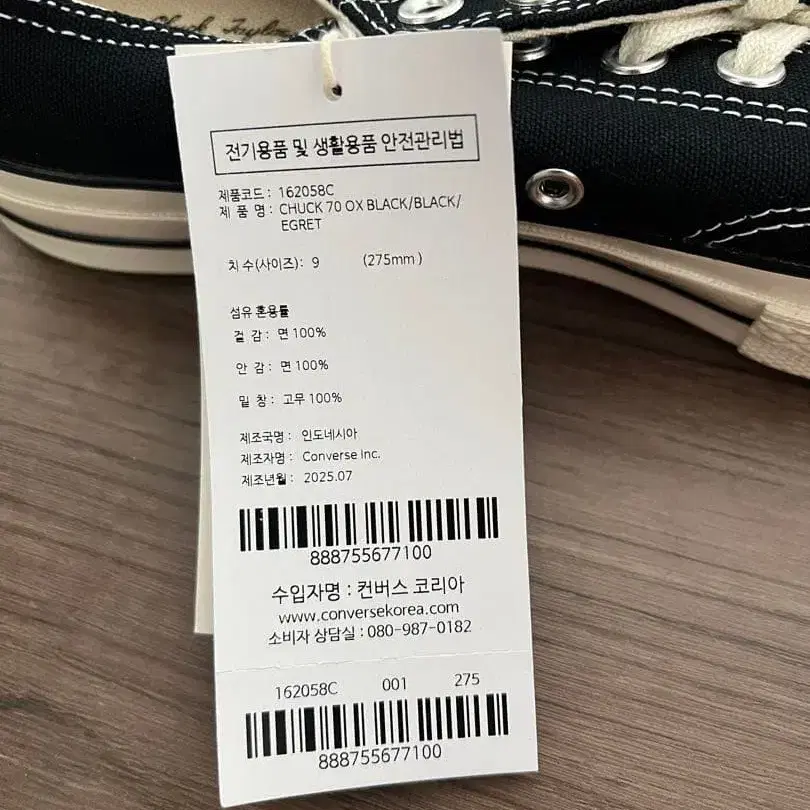 Chuck Taylor
전기용품 및 생활용품 안전관리법
제품코드 : 162058C
제 품 명 : CHUCK 70 OX BLACK/BLACK/
EGRET
치 수(사이즈) : 9 (275mm)
섬유 혼용률
겉 감 : 면 100%
안 감 : 면 100%
밑 창 : 고무 100%
제조국명 : 인도네시아
제조자명 : Converse Inc.
제조년월 : 2025.07
888755677100
수입자명 : 컨버스 코리아
www.conversekorea.com
소비자 상담실 : 080-987-0182
162058C 001 275
888755677100